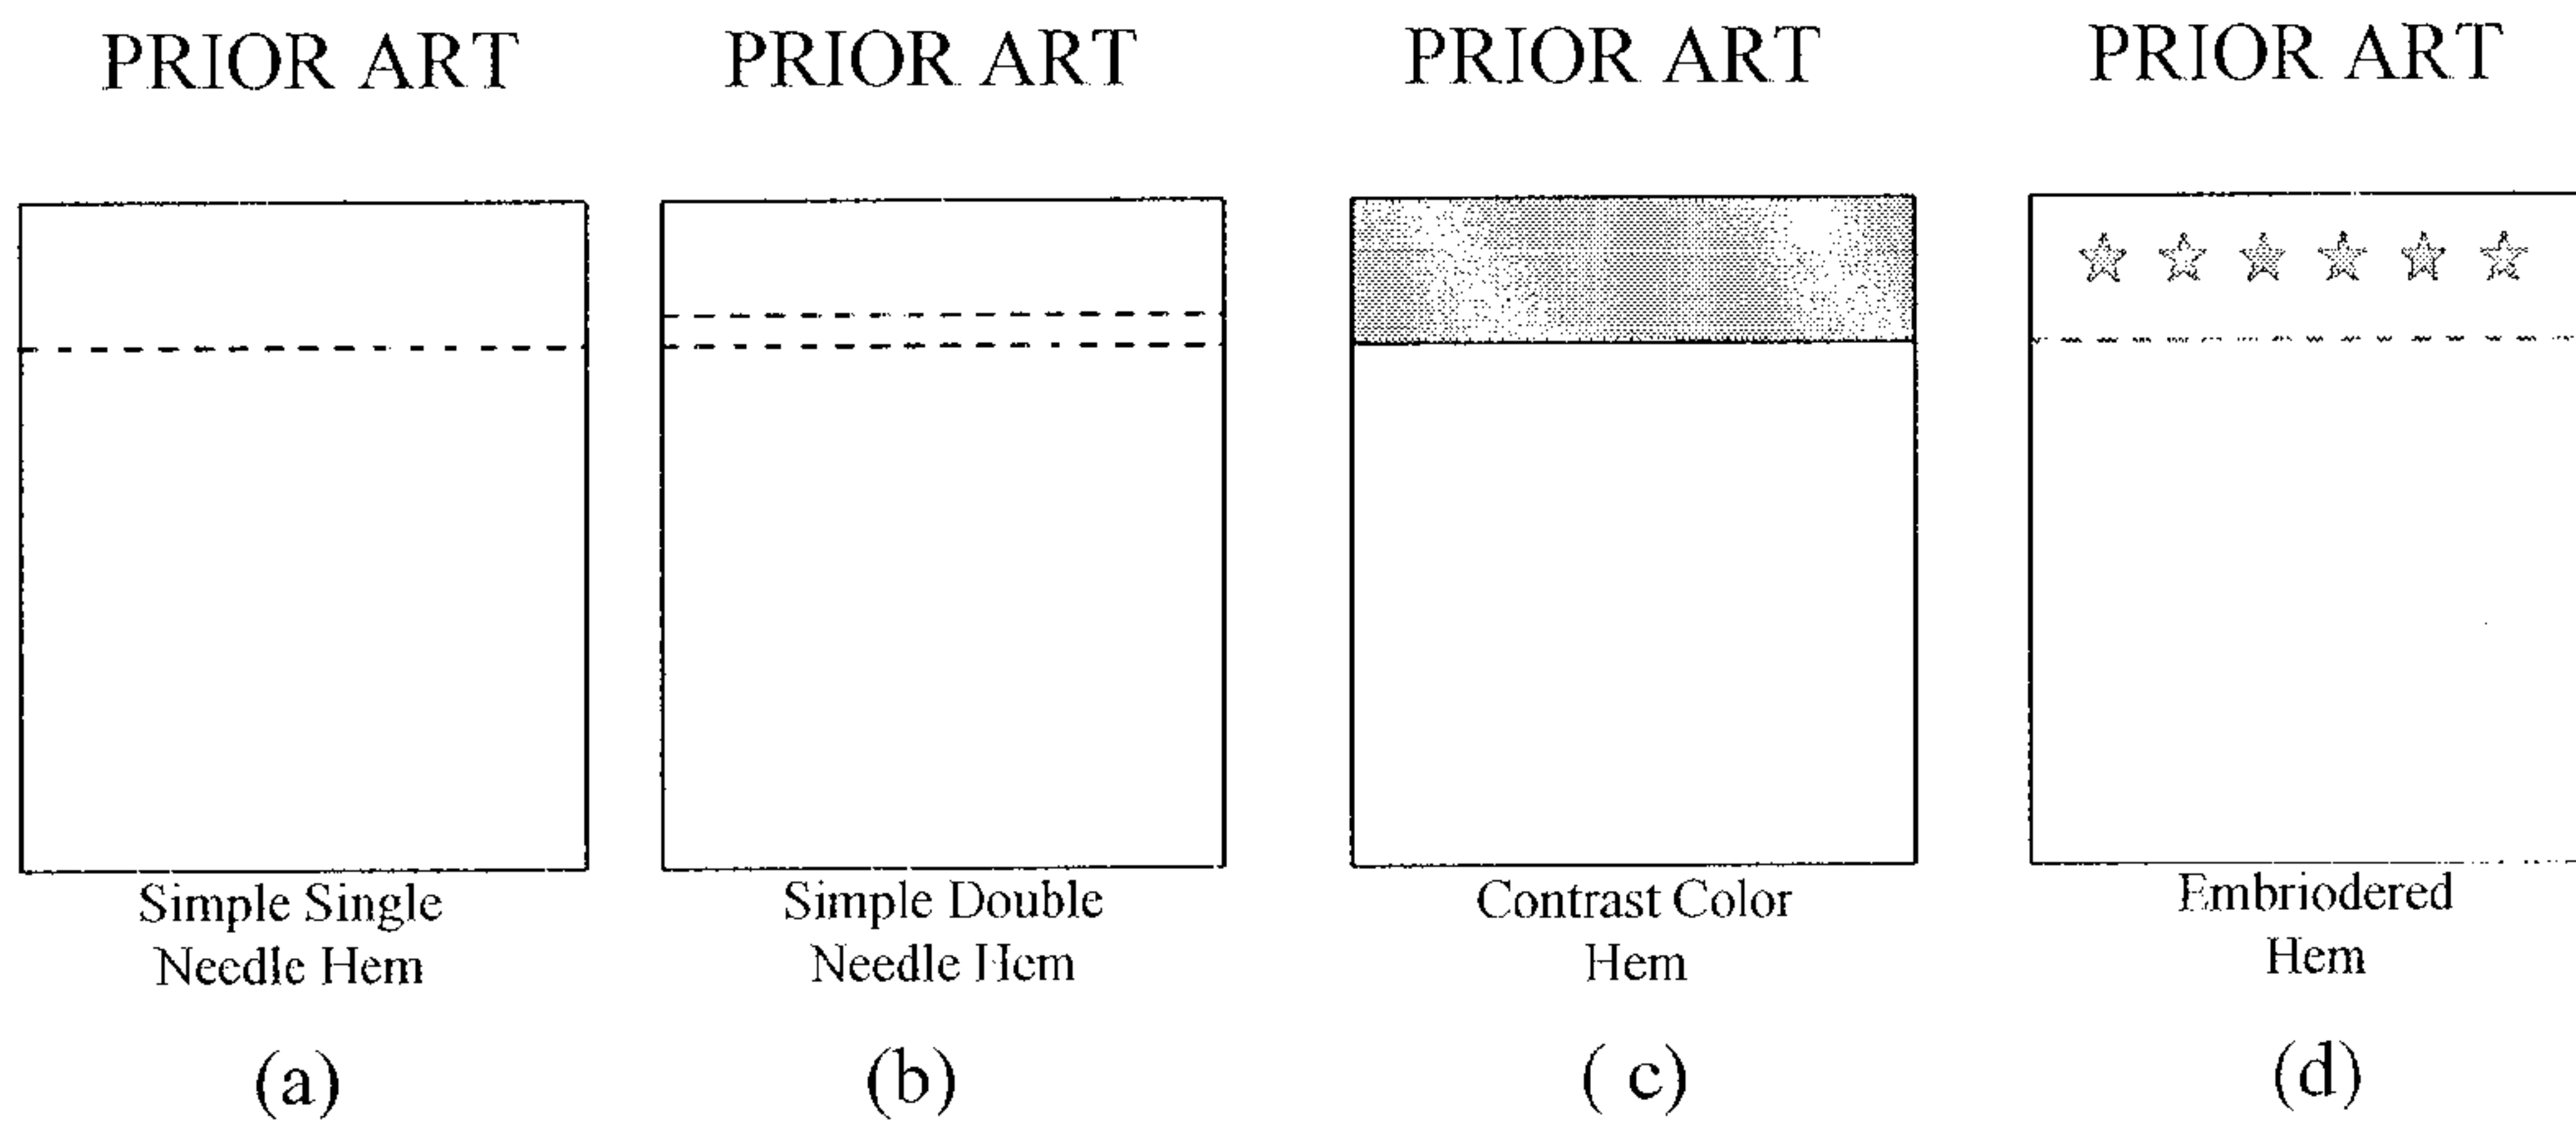 PRIOR ART
PRIOR ART
PRIOR ART
PRIOR ART
Simple Single
Needle Hem
Simple Double
Needle Hem
Contrast Color
Hem
Embriodered
Hem
(a)
(b)
( c)
(d)